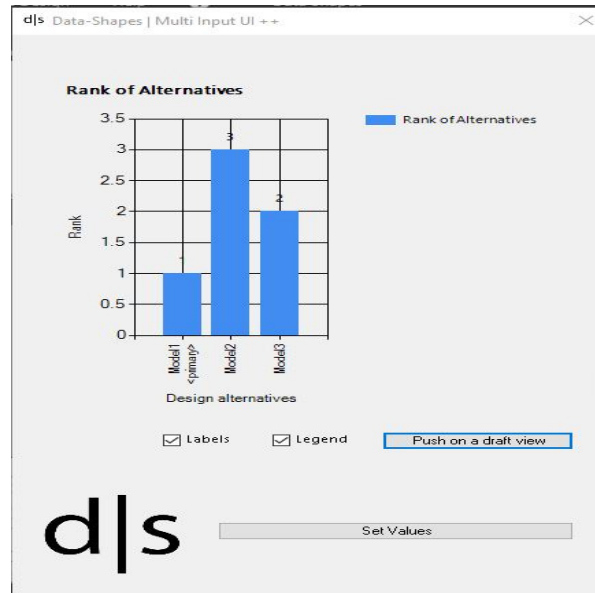 d|s Data-Shapes | Multi Input UI ++
Rank of Alternatives
3.5
3
2.5
2
1.5
1
0.5
0
Rank
3
2
Rank of Alternatives
Model1
<primary>
Model2
Model3
Design alternatives
Labels
Legend
Push on a draft view
d|s
Set Values